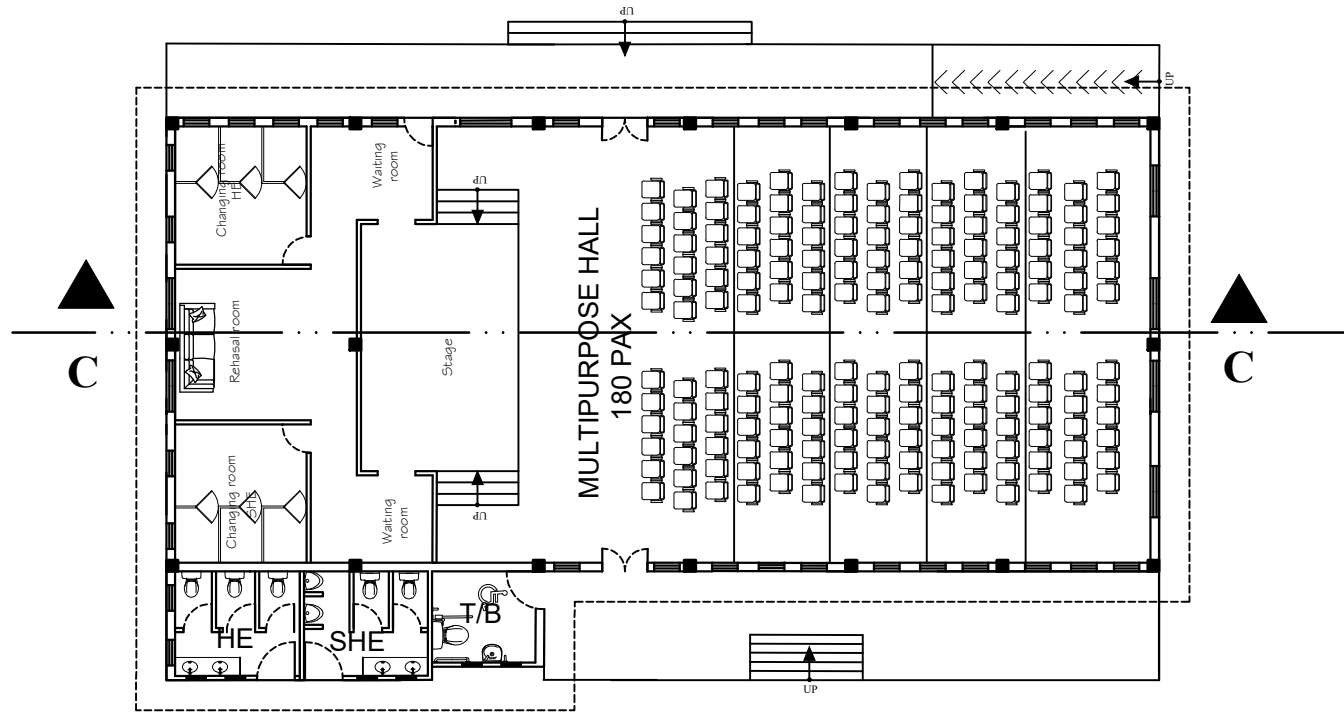 UP
UP
Changing room
HE
Waiting
room
UP
C
Rehasal room
Stage
MULTIPURPOSE HALL
180 PAX
C
Changing room
SHE
Waiting
room
UP
HE
SHE
T/B
UP